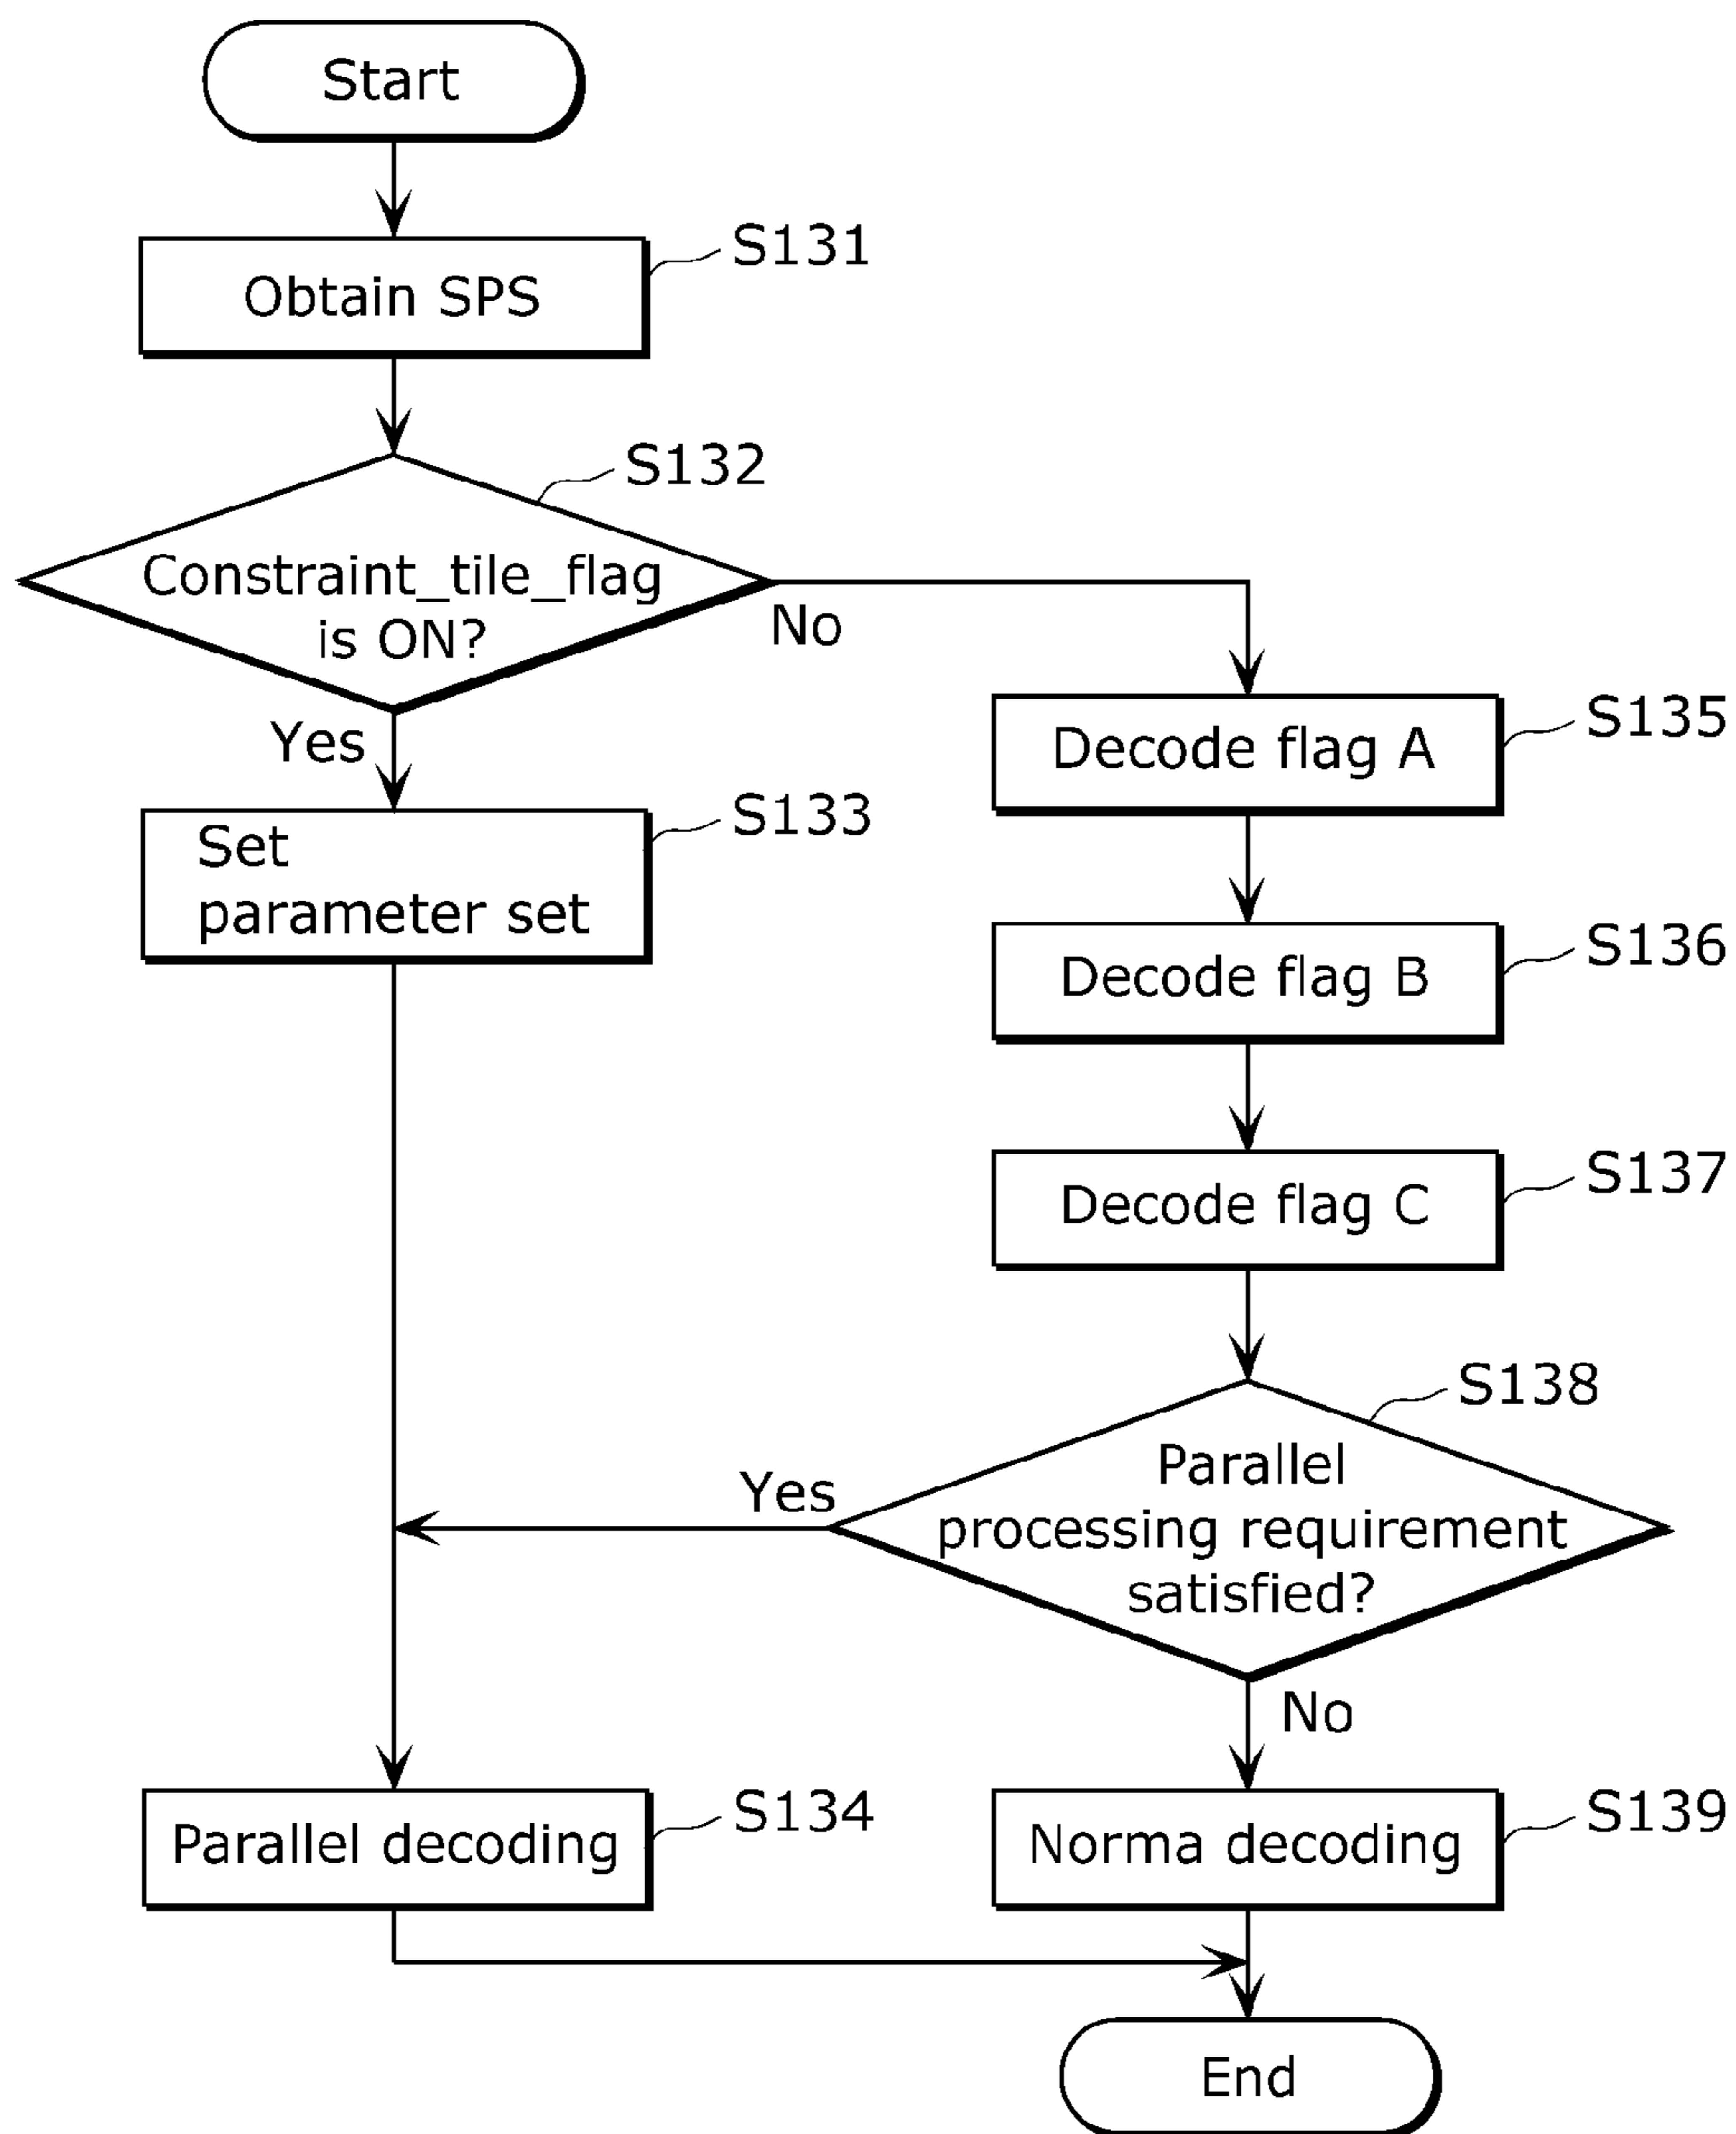 Start
Obtain SPS
S131
S132
Constraint_tile_flag
is ON?
No
Yes
Set
parameter set
S133
Decode flag A
S135
Decode flag B
S136
Decode flag C
S137
S138
Parallel
processing requirement
satisfied?
Yes
No
Parallel decoding
S134
Norma decoding
S139
End